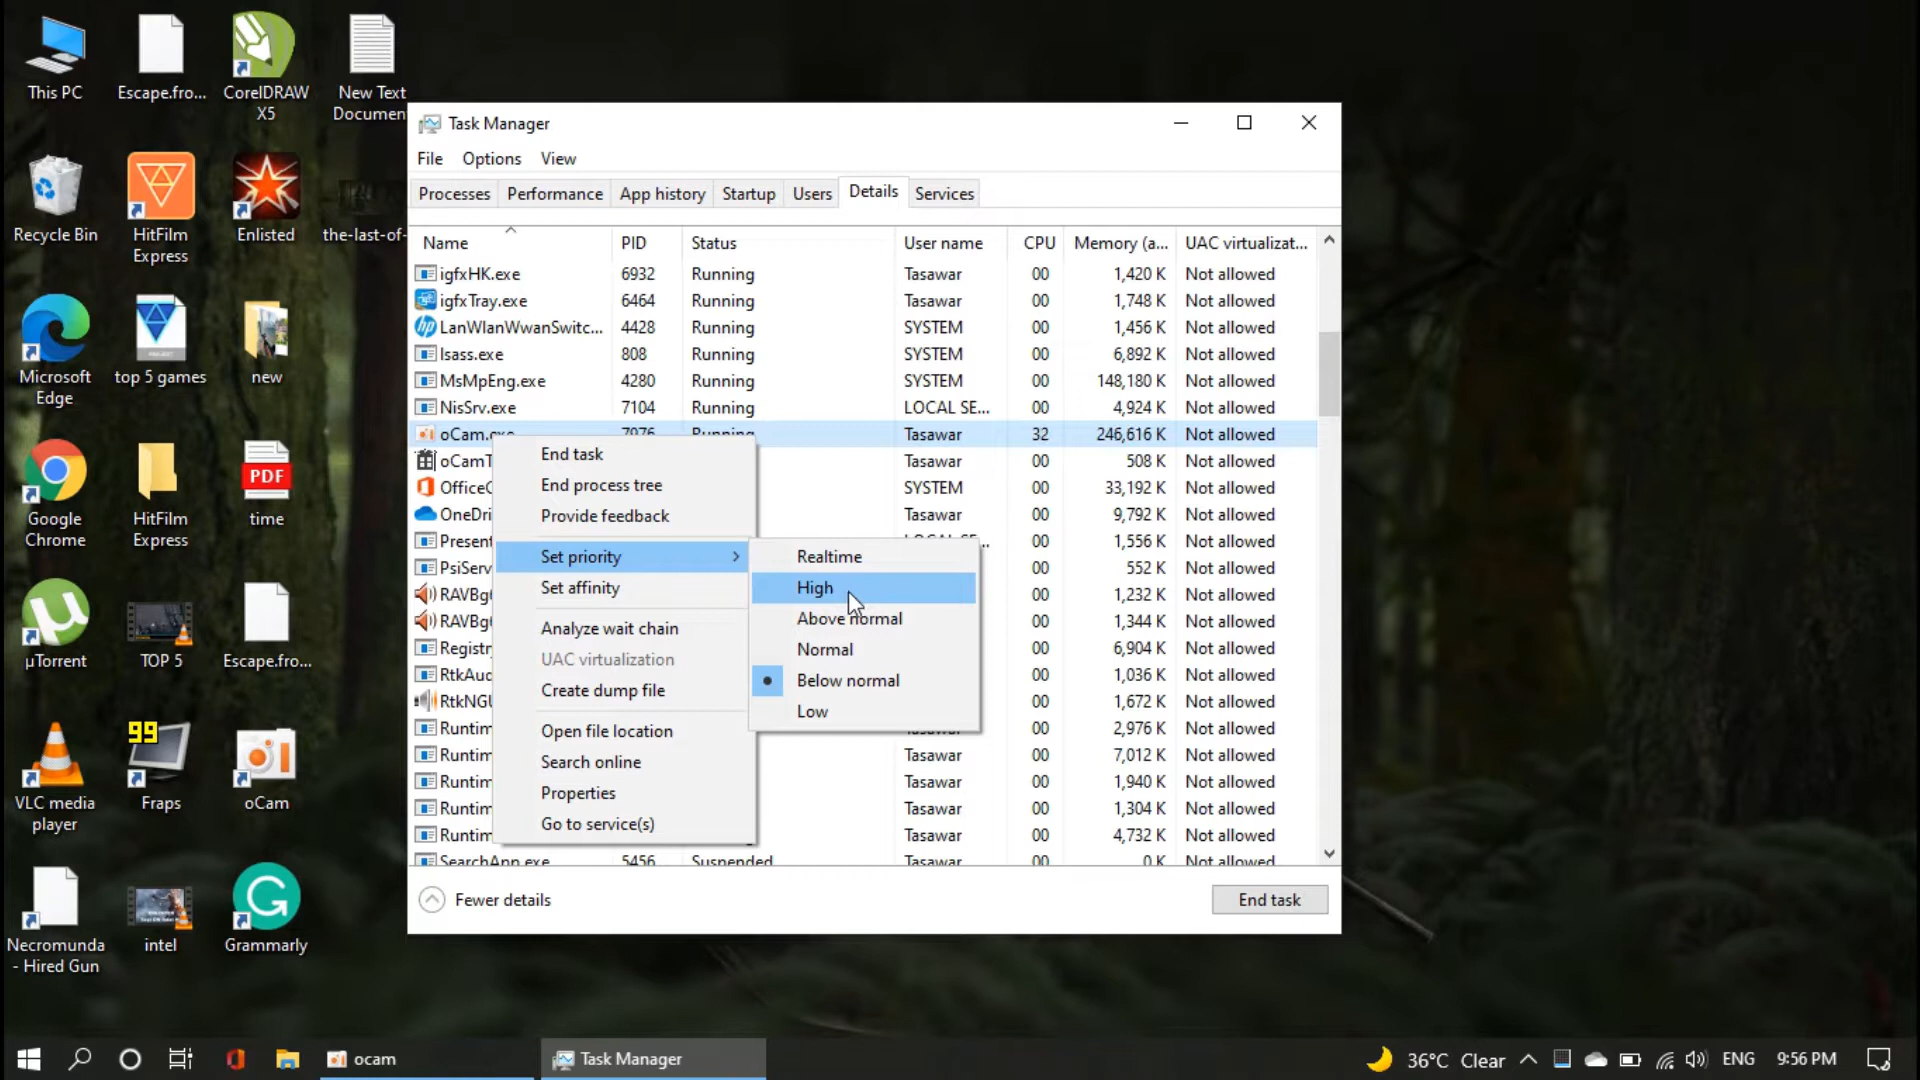 This PC
Escape.fro...
CorelDRAW
X5
New Text
Documen
Recycle Bin
HitFilm
Express
Enlisted
the-last-of-
Microsoft
Edge
top 5 games
new
Google
Chrome
HitFilm
Express
PDF
time
µTorrent
TOP 5
Escape.fro...
VLC media
player
99
Fraps
oCam
Necromunda
- Hired Gun
intel
Grammarly
Task Manager
File Options View
Processes Performance App history Startup Users Details Services
Name PID Status User name CPU Memory (a... UAC virtualizat...
igfxHK.exe 6932 Running Tasawar 00 1,420 K Not allowed
igfxTray.exe 6464 Running Tasawar 00 1,748 K Not allowed
LanWlanWwanSwitc... 4428 Running SYSTEM 00 1,456 K Not allowed
lsass.exe 808 Running SYSTEM 00 6,892 K Not allowed
MsMpEng.exe 4280 Running SYSTEM 00 148,180 K Not allowed
NisSrv.exe 7104 Running LOCAL SE... 00 4,924 K Not allowed
oCam.exe 7976 Running Tasawar 32 246,616 K Not allowed
oCamT Tasawar 00 508 K Not allowed
OfficeC SYSTEM 00 33,192 K Not allowed
OneDri Tasawar 00 9,792 K Not allowed
Present 00 1,556 K Not allowed
PsiServ 00 552 K Not allowed
RAVBg 00 1,232 K Not allowed
RAVBg 00 1,344 K Not allowed
Registry 00 6,904 K Not allowed
RtkAud 00 1,036 K Not allowed
RtkNGU 00 1,672 K Not allowed
Runtim 00 2,976 K Not allowed
Runtim Tasawar 00 7,012 K Not allowed
Runtim Tasawar 00 1,940 K Not allowed
Runtim Tasawar 00 1,304 K Not allowed
Runtim Tasawar 00 4,732 K Not allowed
SearchApp.exe 5456 Suspended Tasawar 00 0 K Not allowed
End task
End process tree
Provide feedback
Set priority
Set affinity
Analyze wait chain
UAC virtualization
Create dump file
Open file location
Search online
Properties
Go to service(s)
Realtime
High
Above normal
Normal
Below normal
Low
Fewer details
End task
ocam
Task Manager
36°C Clear
ENG
9:56 PM